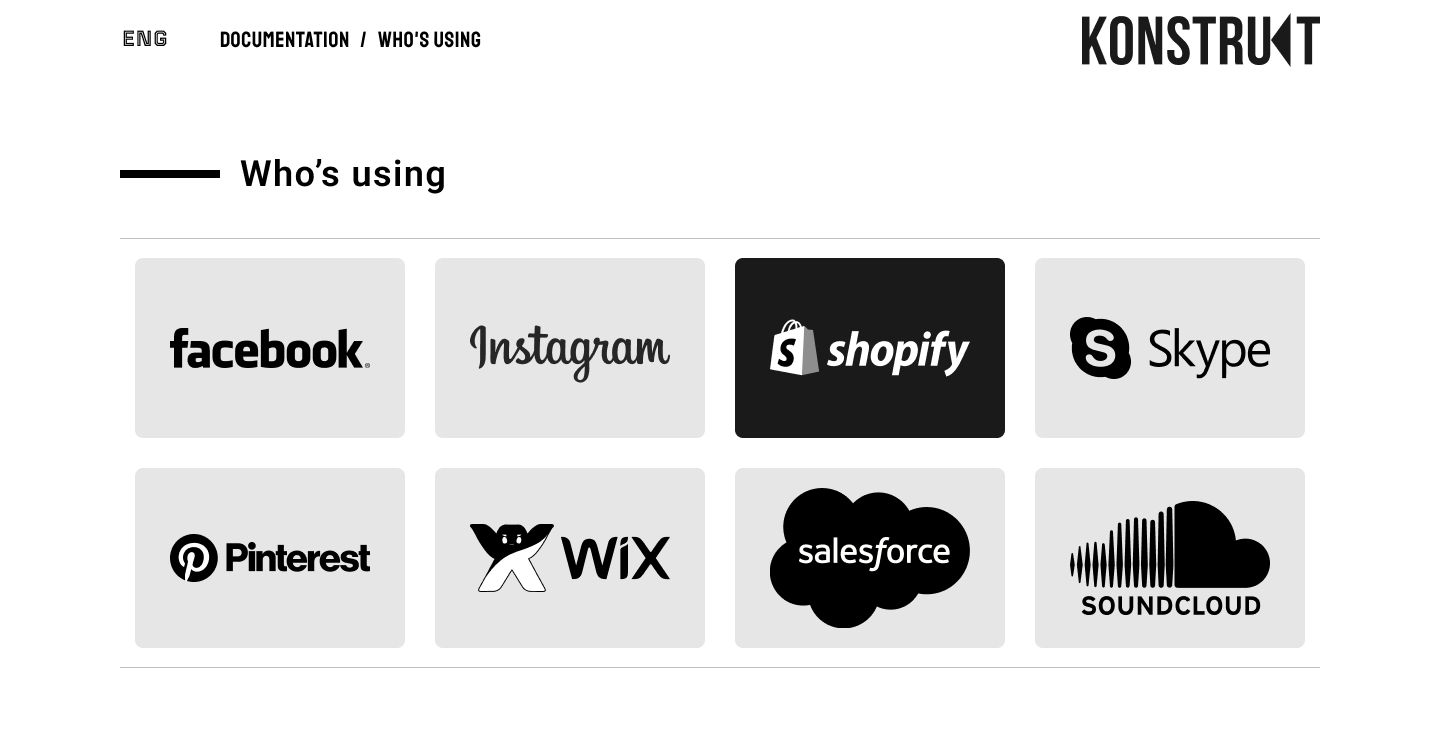 ENG
DOCUMENTATION / WHO'S USING
KONSTRUKT
Who’s using
facebook®
Instagram
shopify
S Skype
Pinterest
WiX
salesforce
SOUNDCLOUD